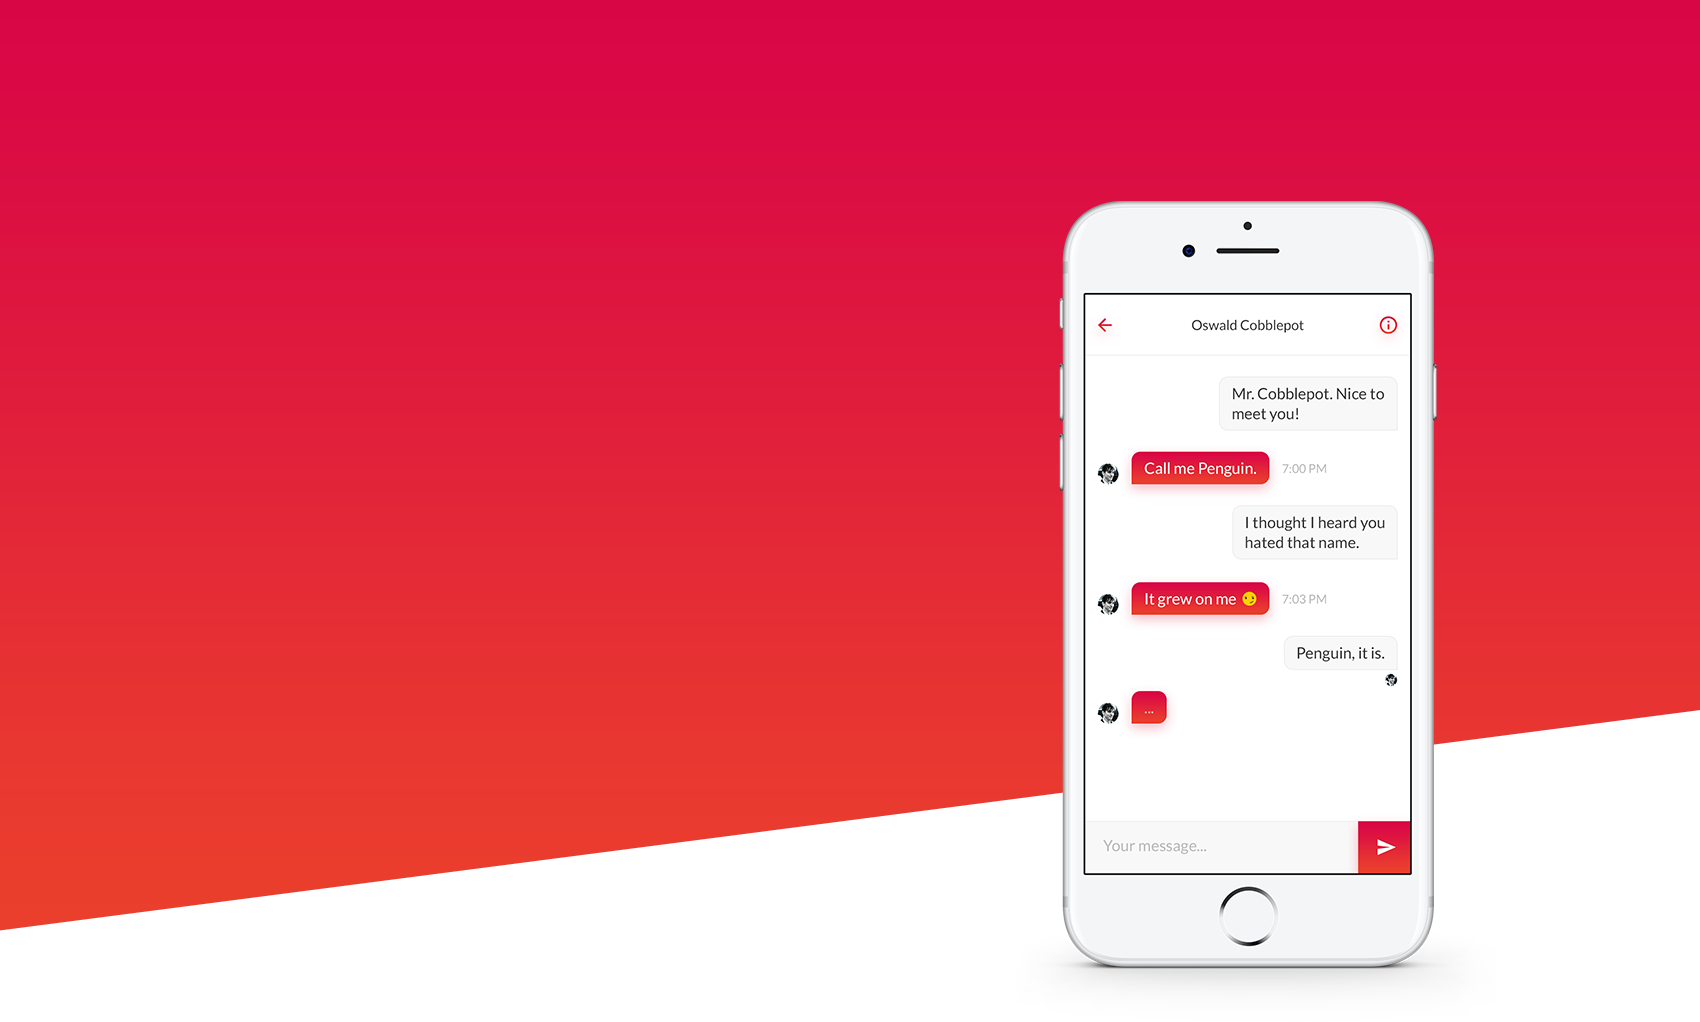 Oswald Cobblepot
Mr. Cobblepot. Nice to
meet you!
Call me Penguin.
7:00 PM
I thought I heard you
hated that name.
It grew on me 😏
7:03 PM
Penguin, it is.
...
Your message...